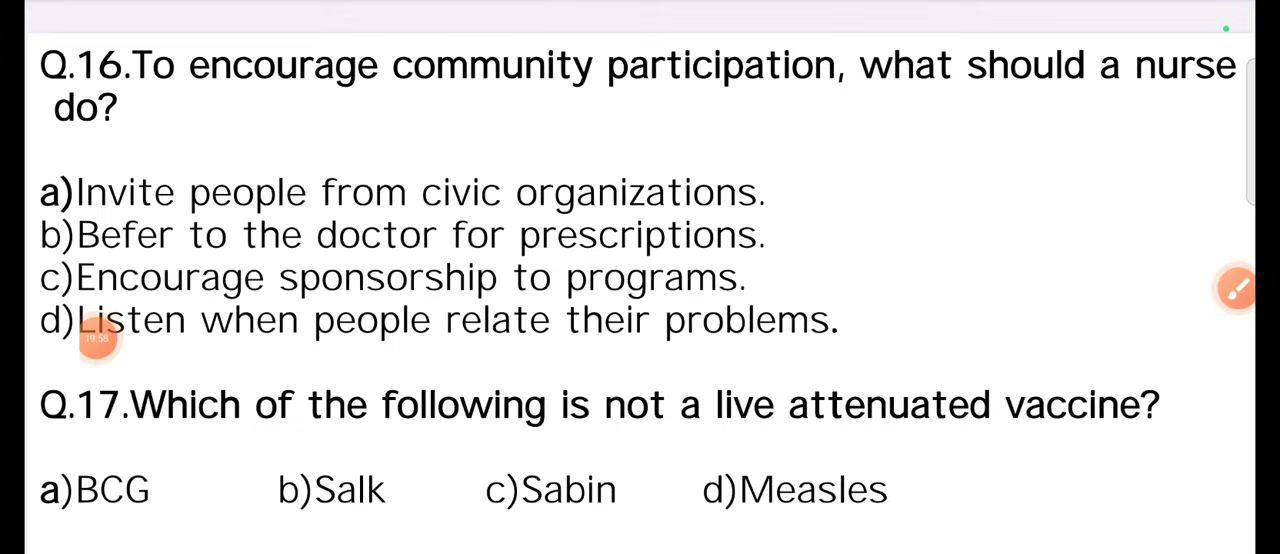 Q.16.To encourage community participation, what should a nurse
do?
a)Invite people from civic organizations.
b)Befer to the doctor for prescriptions.
c)Encourage sponsorship to programs.
d)Listen when people relate their problems.
19:58
Q.17.Which of the following is not a live attenuated vaccine?
a)BCG b)Salk c)Sabin d)Measles